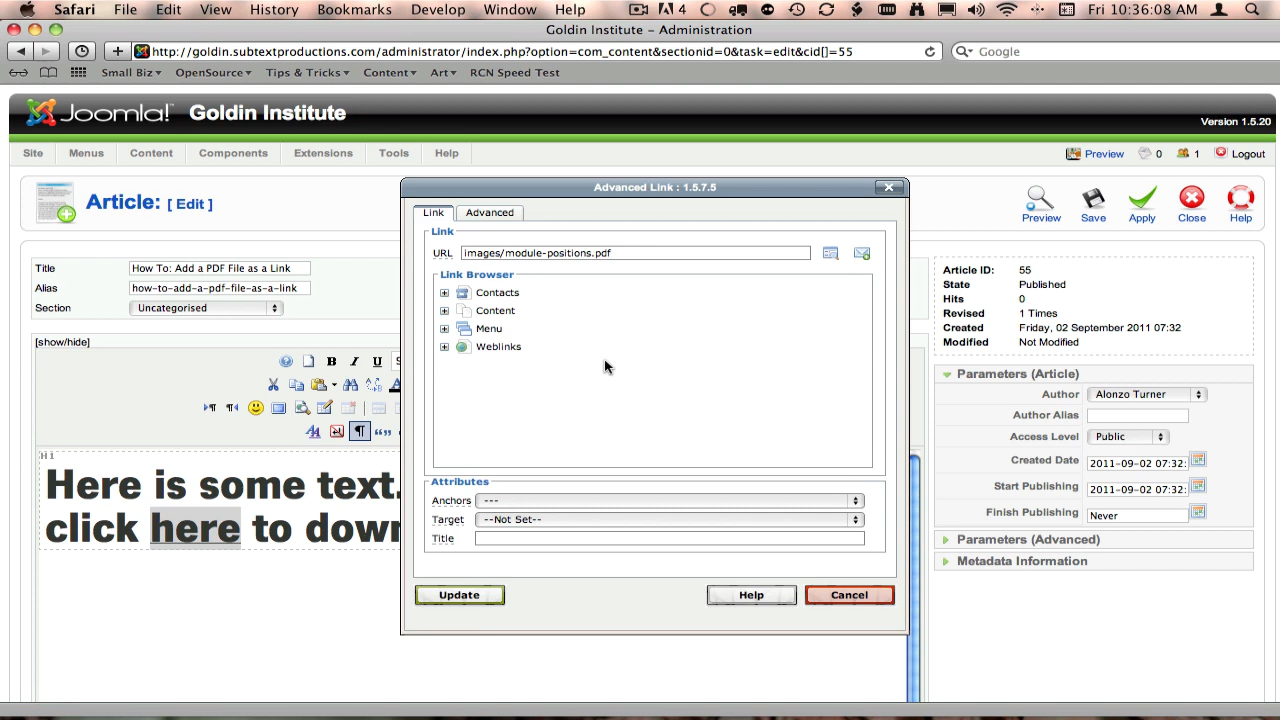 Safari File Edit View History Bookmarks Develop Window Help 4 Fri 10:36:08 AM
Goldin Institute – Administration
http://goldin.subtextproductions.com/administrator/index.php?option=com_content&sectionid=0&task=edit&cid[]=55 Google
Small Biz OpenSource Tips & Tricks Content Art RCN Speed Test
Joomla! Goldin Institute
Version 1.5.20
Site Menus Content Components Extensions Tools Help Preview 0 1 Logout
Article: [ Edit ]
Preview Save Apply Close Help
Title How To: Add a PDF File as a Link
Alias how-to-add-a-pdf-file-as-a-link
Section Uncategorised
[show/hide]
B I U S
H 1
Here is some text.
click here to down
Advanced Link : 1.5.7.5
Link Advanced
Link
URL images/module-positions.pdf
Link Browser
Contacts
Content
Menu
Weblinks
Attributes
Anchors ---
Target --Not Set--
Title
Update Help Cancel
Article ID: 55
State Published
Hits 0
Revised 1 Times
Created Friday, 02 September 2011 07:32
Modified Not Modified
Parameters (Article)
Author Alonzo Turner
Author Alias
Access Level Public
Created Date 2011-09-02 07:32:
Start Publishing 2011-09-02 07:32:
Finish Publishing Never
Parameters (Advanced)
Metadata Information